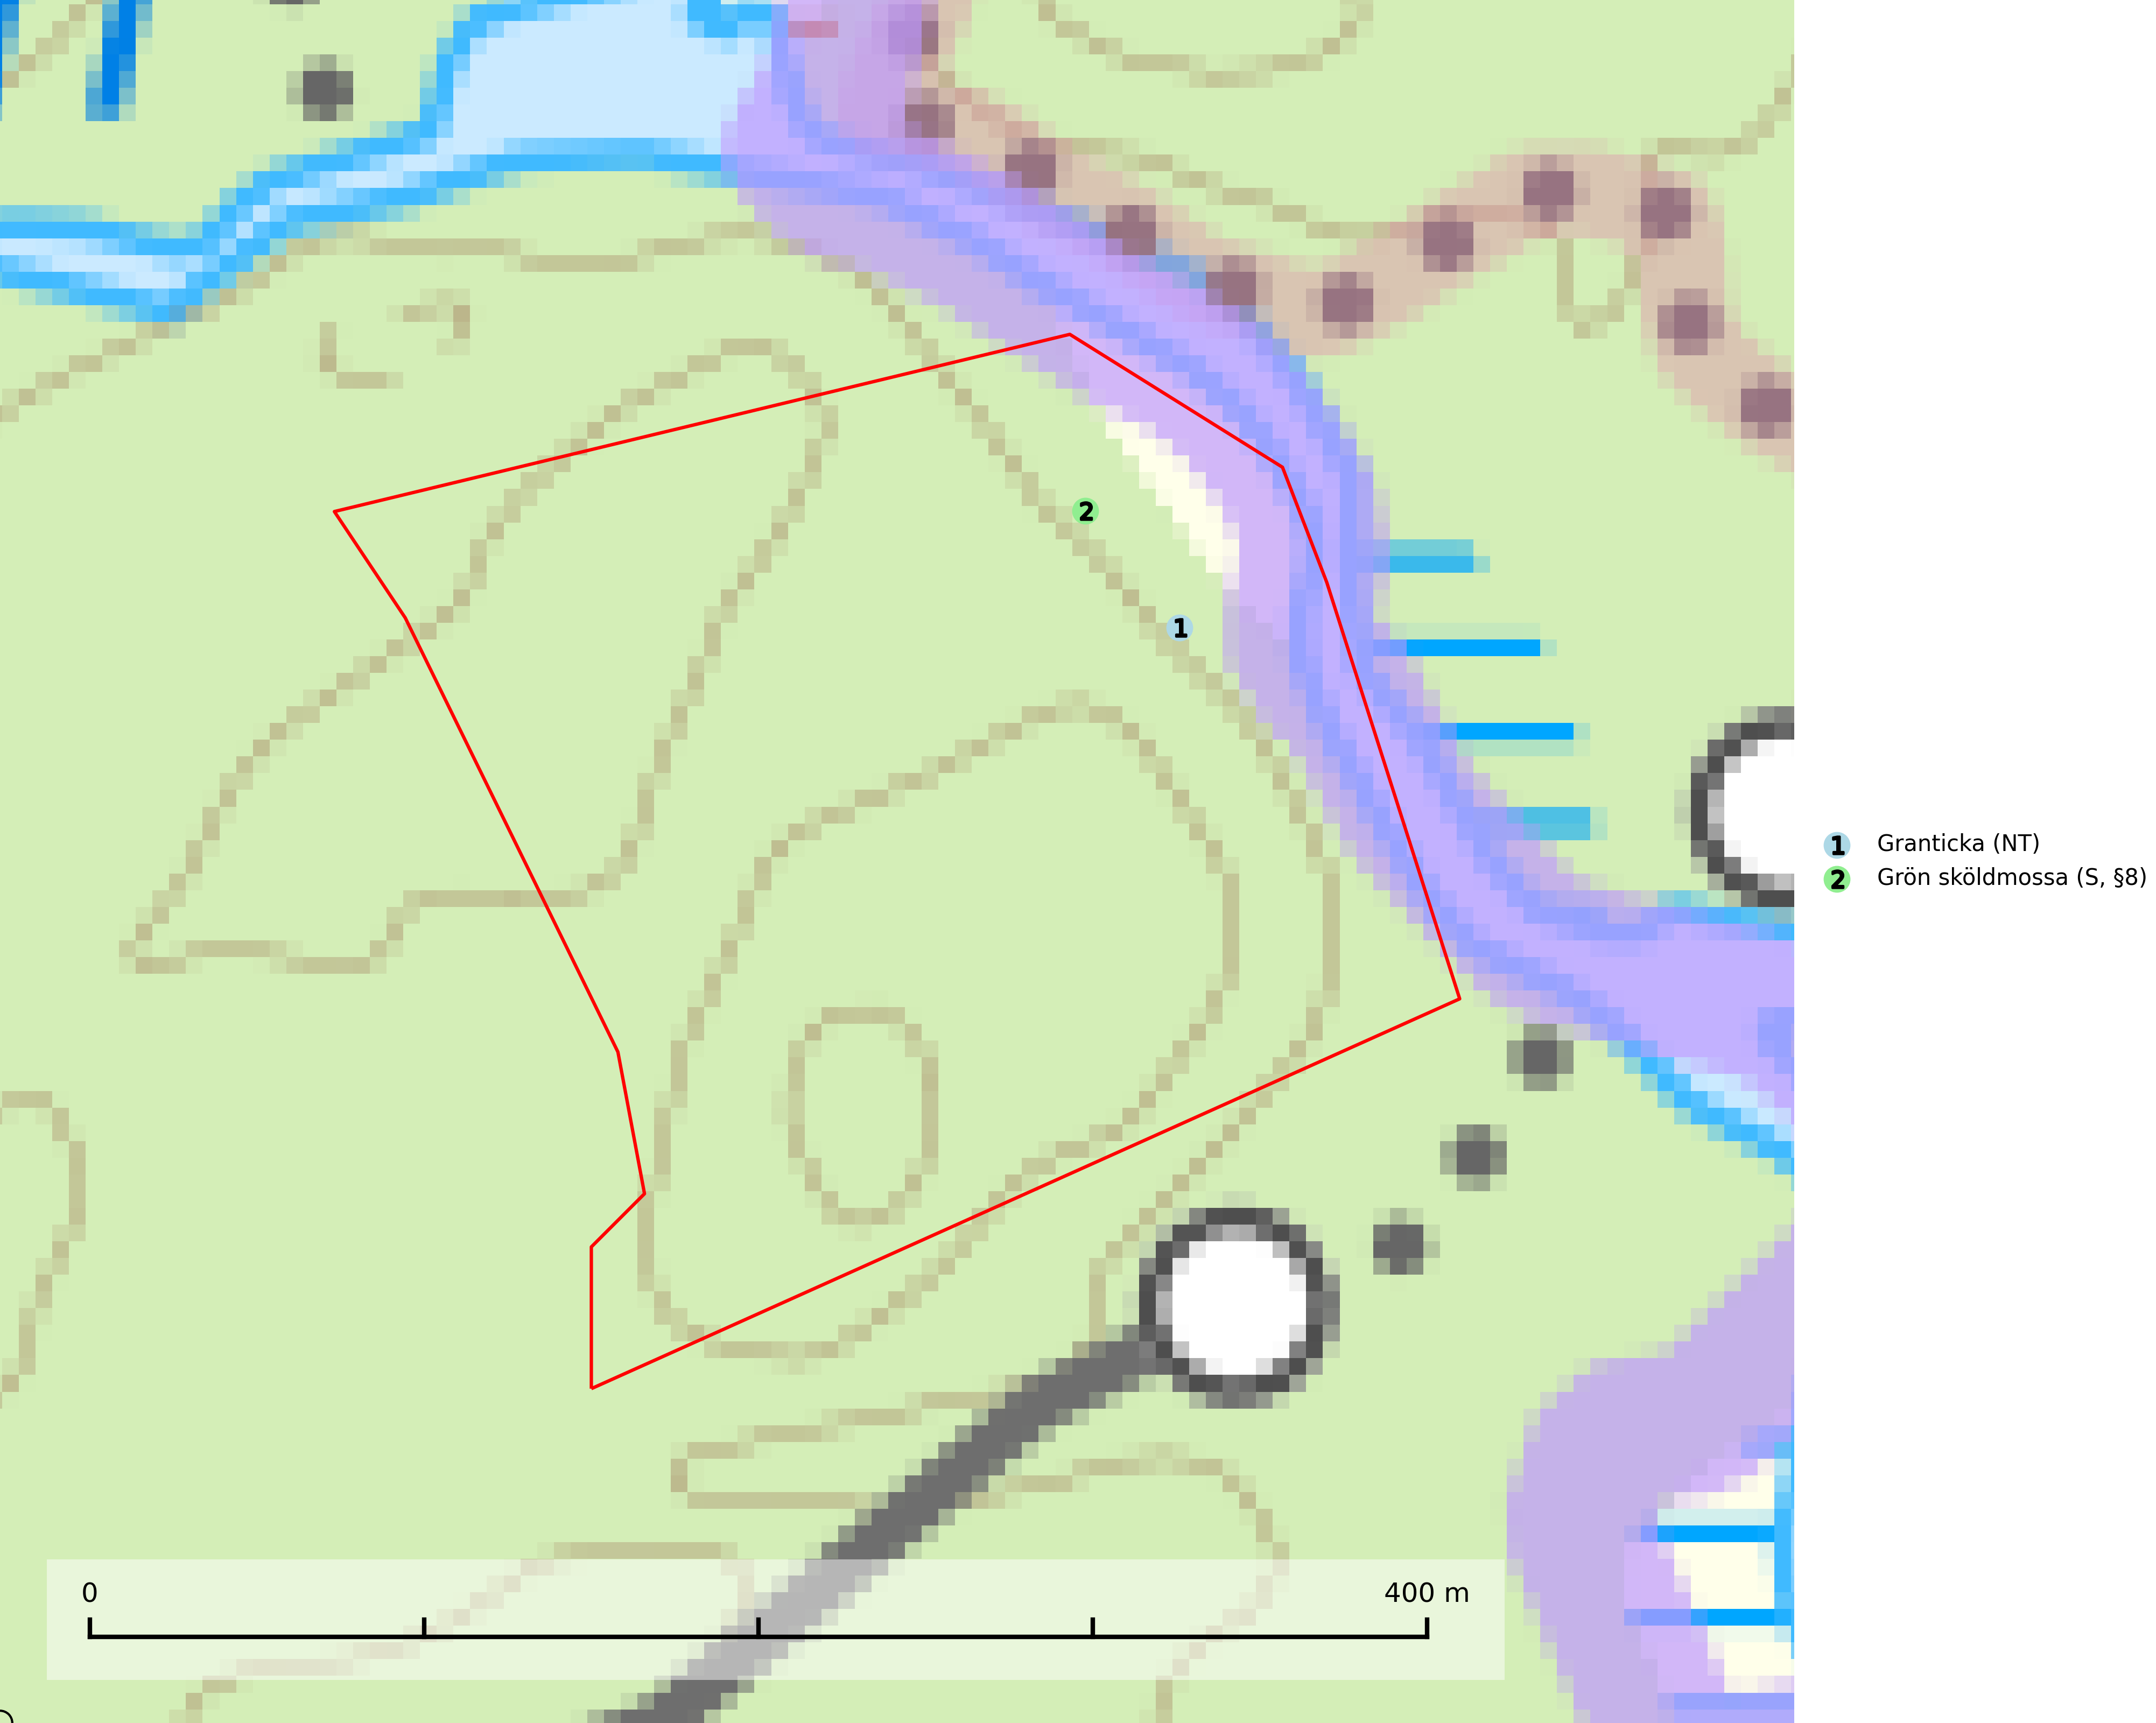 2
1
1 Granticka (NT)
2 Grön sköldmossa (S, §8)
0 400 m